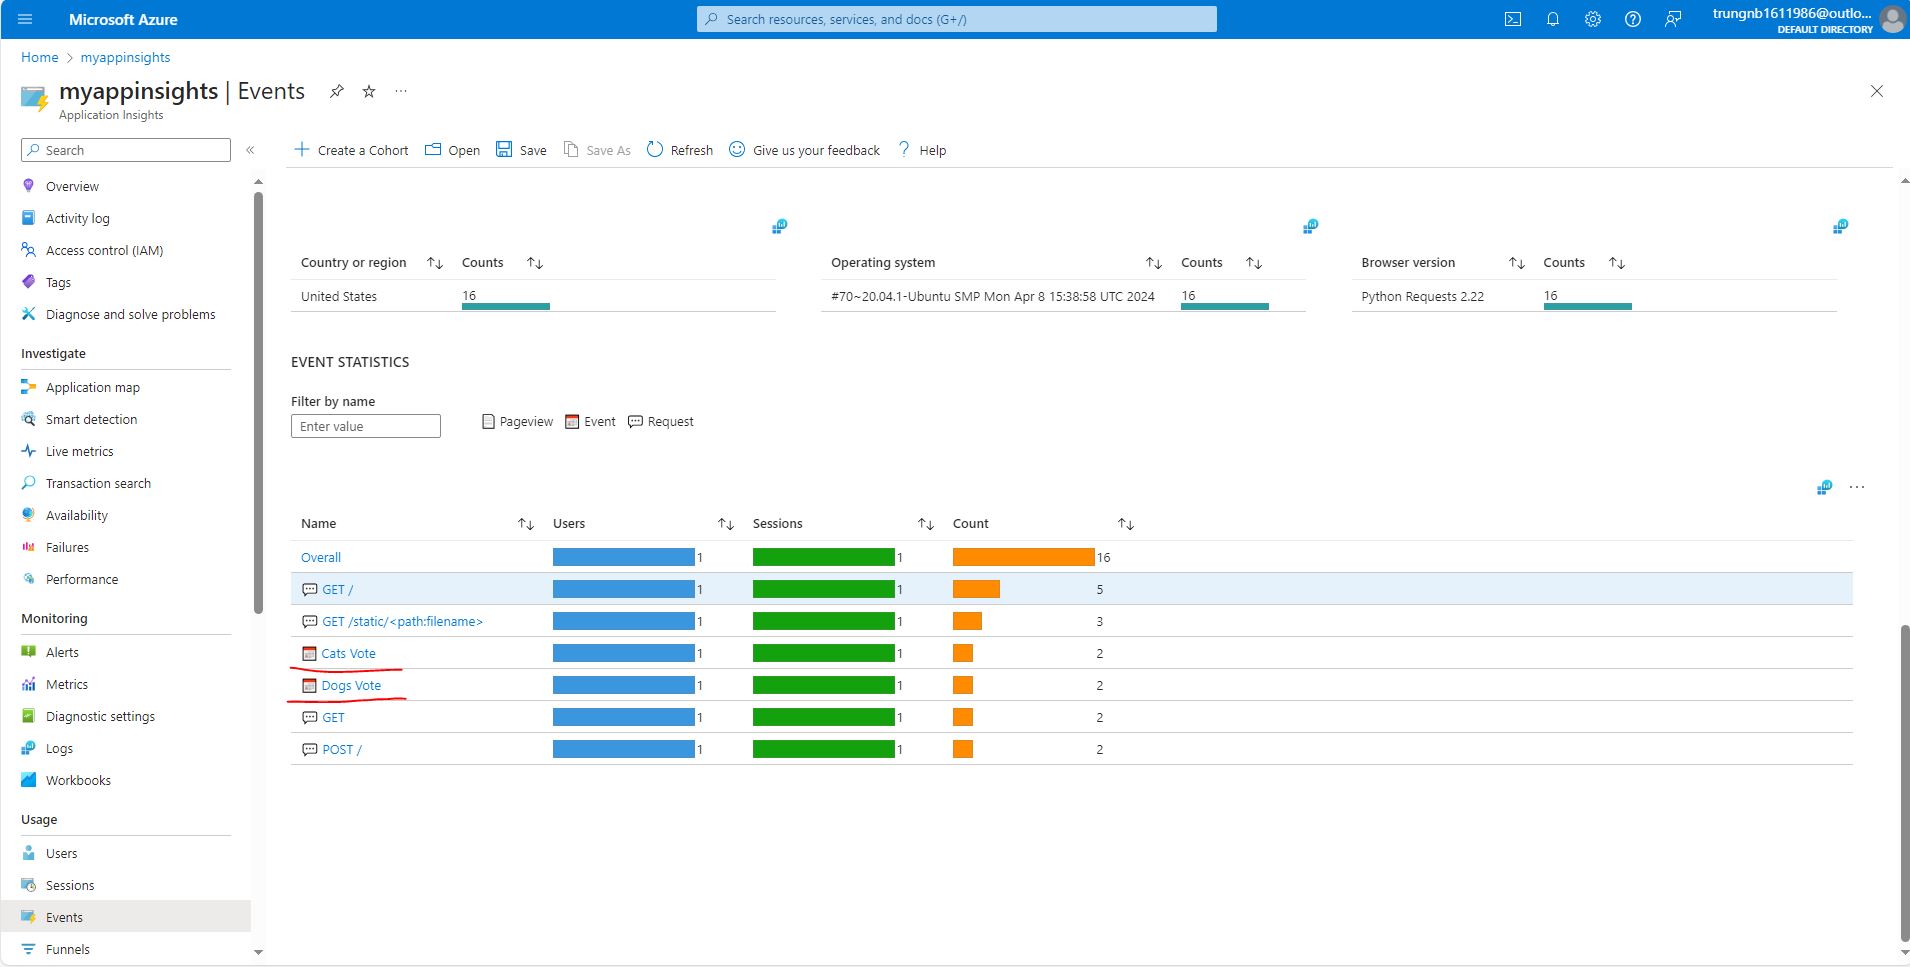 Microsoft Azure
Search resources, services, and docs (G+/)
trungnb1611986@outlo...
DEFAULT DIRECTORY
Home > myappinsights
myappinsights | Events
Application Insights
Search
Create a Cohort Open Save Save As Refresh Give us your feedback ? Help
Overview
Activity log
Access control (IAM)
Tags
Diagnose and solve problems
Investigate
Application map
Smart detection
Live metrics
Transaction search
Availability
Failures
Performance
Monitoring
Alerts
Metrics
Diagnostic settings
Logs
Workbooks
Usage
Users
Sessions
Events
Funnels
Country or region Counts
United States 16
Operating system Counts
#70~20.04.1-Ubuntu SMP Mon Apr 8 15:38:58 UTC 2024 16
Browser version Counts
Python Requests 2.22 16
EVENT STATISTICS
Filter by name
Enter value
Pageview Event Request
Name Users Sessions Count
Overall 1 1 16
GET / 1 1 5
GET /static/<path:filename> 1 1 3
Cats Vote 1 1 2
Dogs Vote 1 1 2
GET 1 1 2
POST / 1 1 2